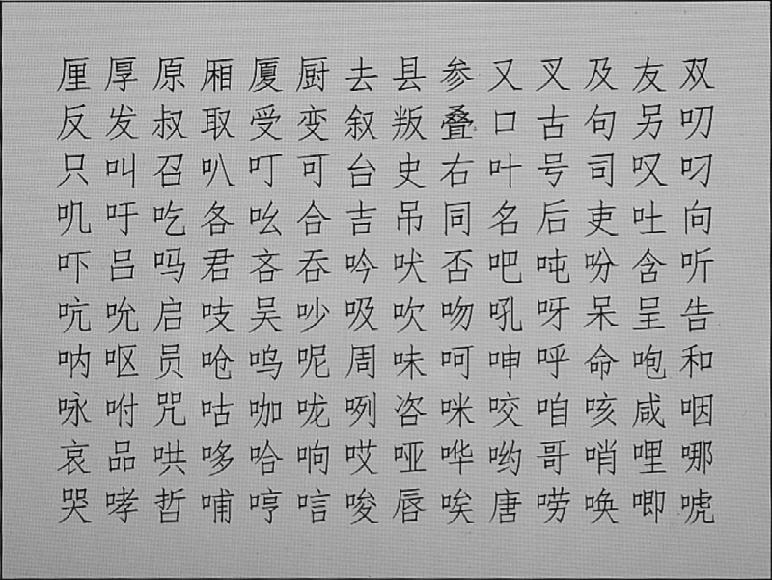 厘厚原厢厦厨去县参又叉及友双
反发叔取受变叙叛叠口古句另叨
只叫召叭叮可台史右叶号司叹叼
叽吁吃各吆合吉吊同名后吏吐向
吓吕吗君吝吞吟吠否吧吨吩含听
吭吮启吱吴吵吸吹吻吼呀呆呈告
呐呕员呛呜呢周味呵呻呼命咆和
咏咐咒咕咖咙咧咨咪咬咱咳咸咽
哀品哄哆哈响哎哑哗哟哥哨哩哪
哭哮哲哺哼唁唆唇唉唐唠唤唧唬